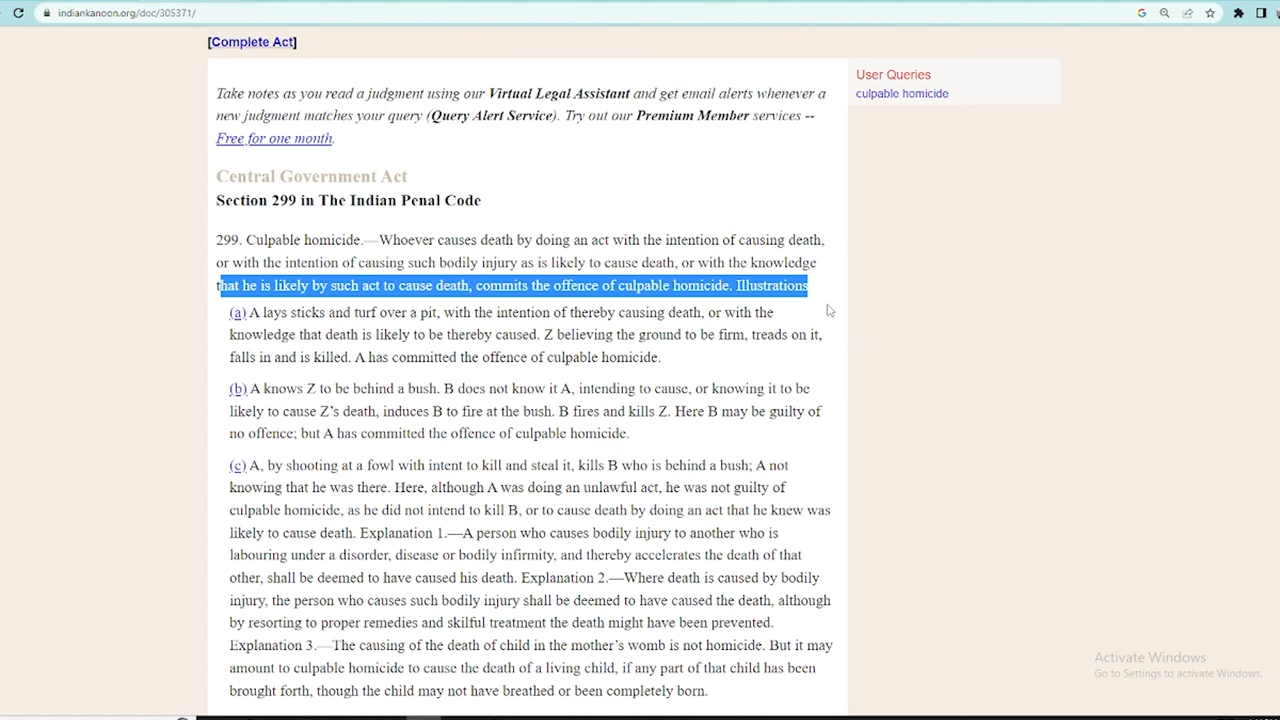 indiankanoon.org/doc/305371/
[Complete Act]
Take notes as you read a judgment using our Virtual Legal Assistant and get email alerts whenever a
new judgment matches your query (Query Alert Service). Try out our Premium Member services --
Free for one month.
User Queries
culpable homicide
Central Government Act
Section 299 in The Indian Penal Code
299. Culpable homicide.—Whoever causes death by doing an act with the intention of causing death,
or with the intention of causing such bodily injury as is likely to cause death, or with the knowledge
that he is likely by such act to cause death, commits the offence of culpable homicide. Illustrations
(a) A lays sticks and turf over a pit, with the intention of thereby causing death, or with the
knowledge that death is likely to be thereby caused. Z believing the ground to be firm, treads on it,
falls in and is killed. A has committed the offence of culpable homicide.
(b) A knows Z to be behind a bush. B does not know it A, intending to cause, or knowing it to be
likely to cause Z’s death, induces B to fire at the bush. B fires and kills Z. Here B may be guilty of
no offence; but A has committed the offence of culpable homicide.
(c) A, by shooting at a fowl with intent to kill and steal it, kills B who is behind a bush; A not
knowing that he was there. Here, although A was doing an unlawful act, he was not guilty of
culpable homicide, as he did not intend to kill B, or to cause death by doing an act that he knew was
likely to cause death. Explanation 1.—A person who causes bodily injury to another who is
labouring under a disorder, disease or bodily infirmity, and thereby accelerates the death of that
other, shall be deemed to have caused his death. Explanation 2.—Where death is caused by bodily
injury, the person who causes such bodily injury shall be deemed to have caused the death, although
by resorting to proper remedies and skilful treatment the death might have been prevented.
Explanation 3.—The causing of the death of child in the mother’s womb is not homicide. But it may
amount to culpable homicide to cause the death of a living child, if any part of that child has been
brought forth, though the child may not have breathed or been completely born.
Activate Windows
Go to Settings to activate Windows.